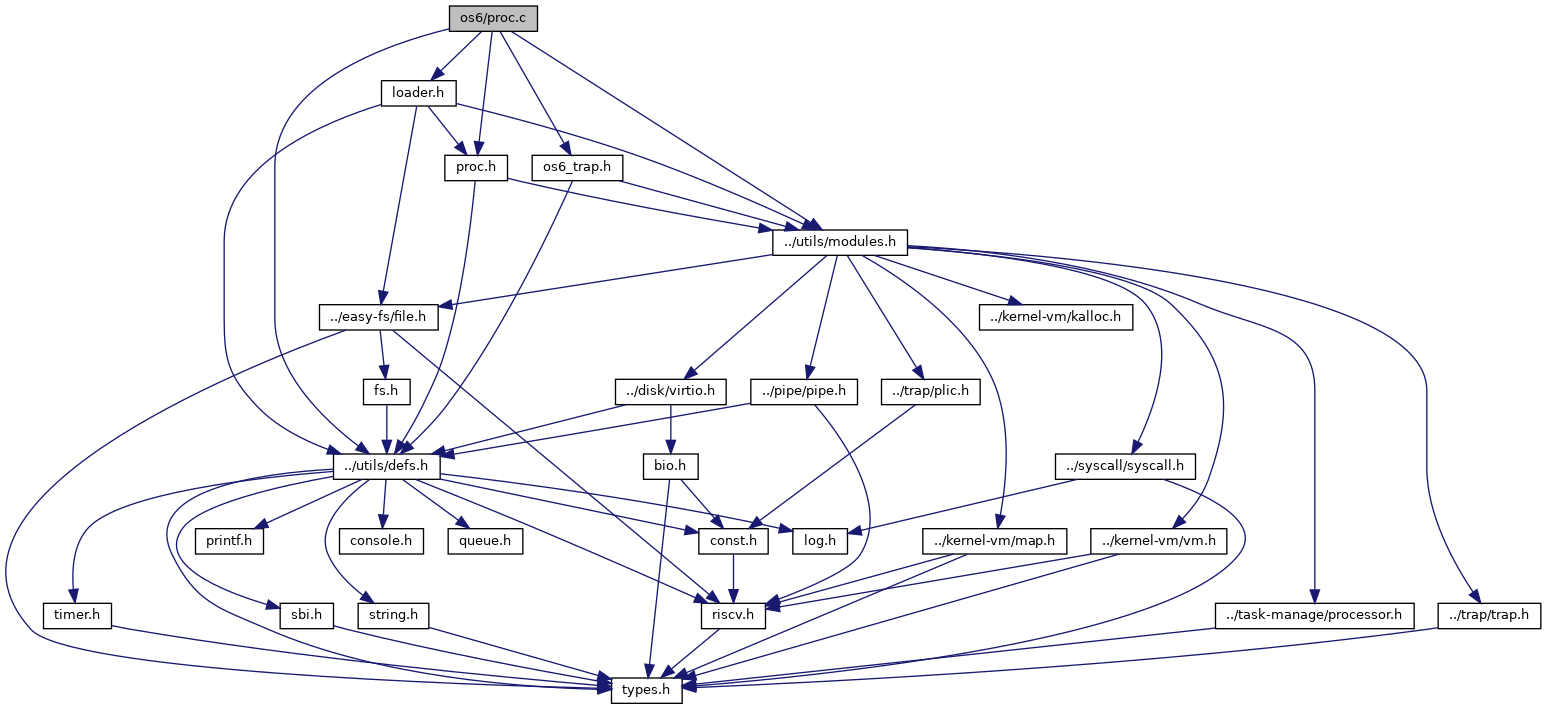 os6/proc.c
loader.h
proc.h
os6_trap.h
../utils/modules.h
../easy-fs/file.h
../kernel-vm/kalloc.h
fs.h
../disk/virtio.h
../pipe/pipe.h
../trap/plic.h
../utils/defs.h
bio.h
../syscall/syscall.h
printf.h
console.h
queue.h
const.h
log.h
../kernel-vm/map.h
../kernel-vm/vm.h
timer.h
sbi.h
string.h
riscv.h
../task-manage/processor.h
../trap/trap.h
types.h